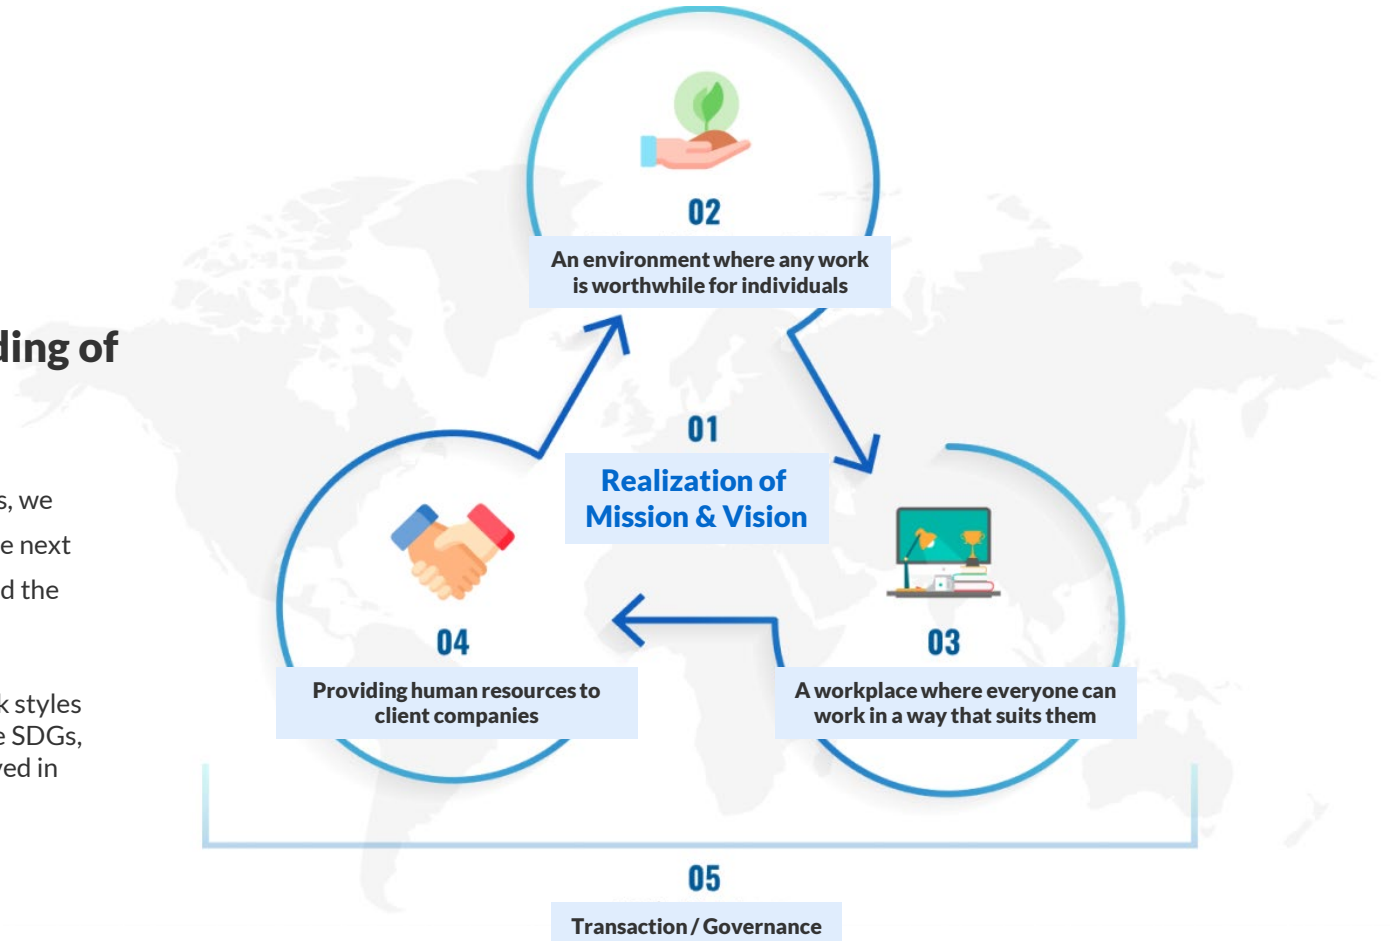 ding of
s, we
e next
d the
k styles
e SDGs,
ved in
02
An environment where any work
is worthwhile for individuals
01
Realization of
Mission & Vision
04
Providing human resources to
client companies
03
A workplace where everyone can
work in a way that suits them
05
Transaction / Governance